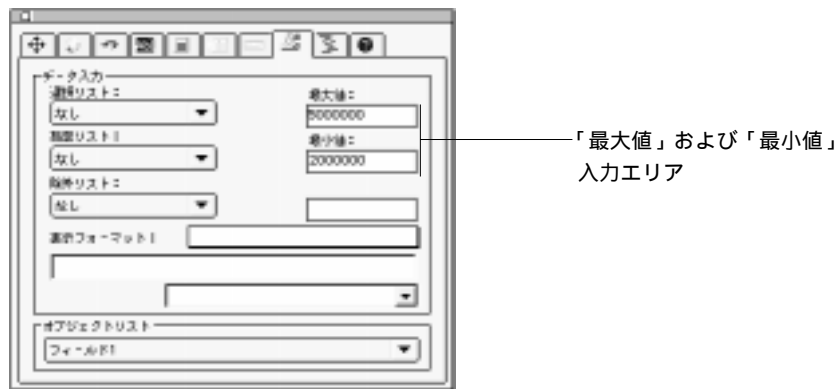 データ入力
選択リスト：
なし
最大値：
5000000
指定リスト：
なし
最小値：
2000000
除外リスト：
なし
表示フォーマット：
オブジェクトリスト
フィールド1
「最大値」および「最小値」
入力エリア